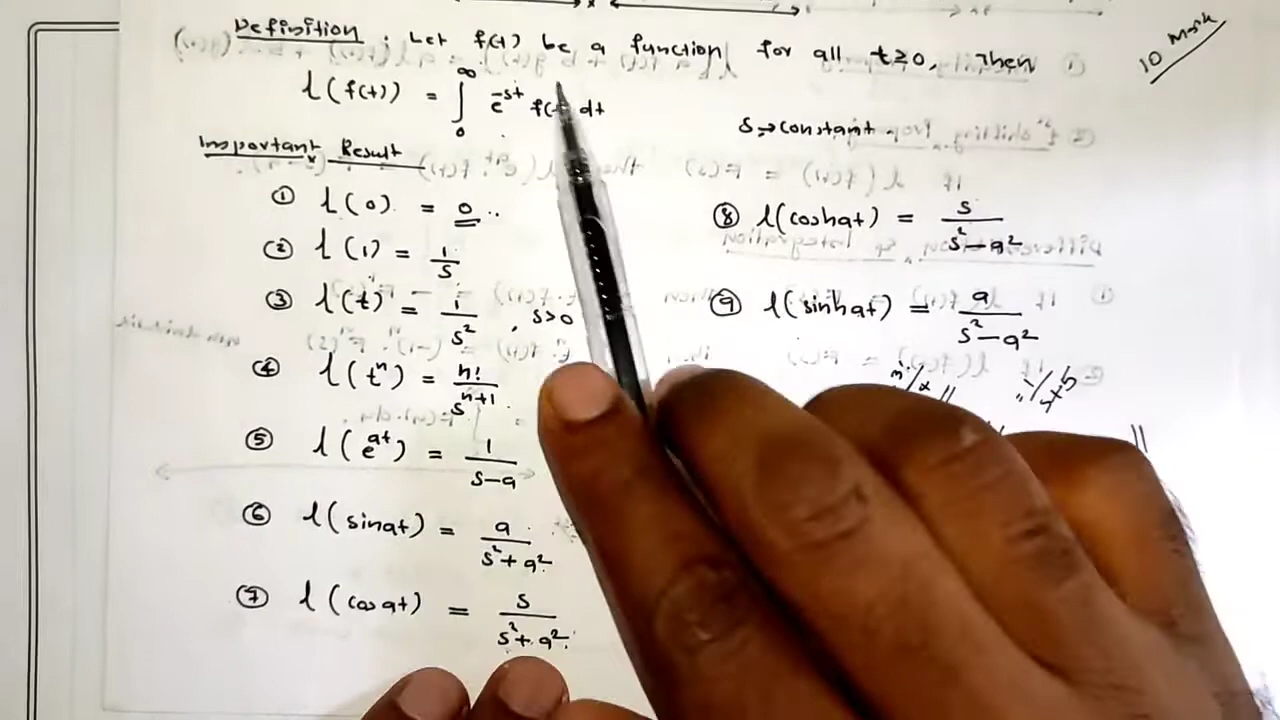 Definition : Let f(t) be a function for all t≥0, Then
10 Mark
l(f(t)) = ∫₀^∞ e^-st f(t) dt
s→constant.
Important Result
① l(0) = 0
② l(1) = 1/s
③ l(t) = 1/s² , s>0
④ l(tⁿ) = n!/s^n+1
⑤ l(e^at) = 1/s-a
⑥ l(sinat) = a/s²+a²
⑦ l(cosat) = s/s²+a²
⑧ l(coshat) = s/s²-a²
⑨ l(sinhat) = a/s²-a²